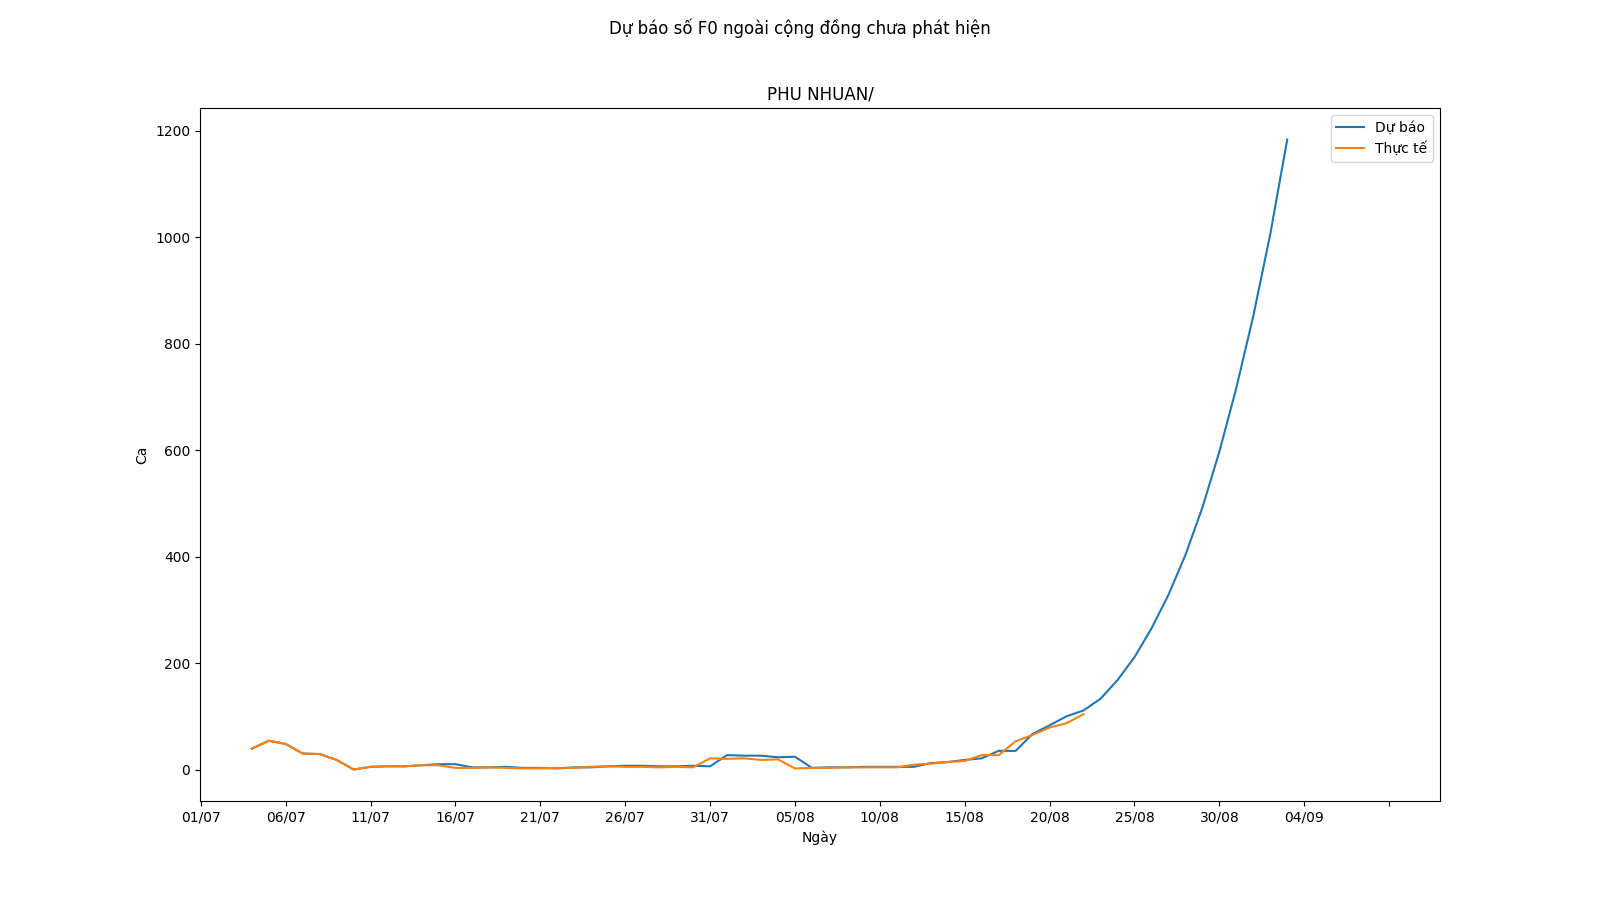 Dự báo số F0 ngoài cộng đồng chưa phát hiện
PHU NHUAN/
Dự báo
Thực tế
1200
1000
800
600
400
200
0
Ca
01/07 06/07 11/07 16/07 21/07 26/07 31/07 05/08 10/08 15/08 20/08 25/08 30/08 04/09
Ngày